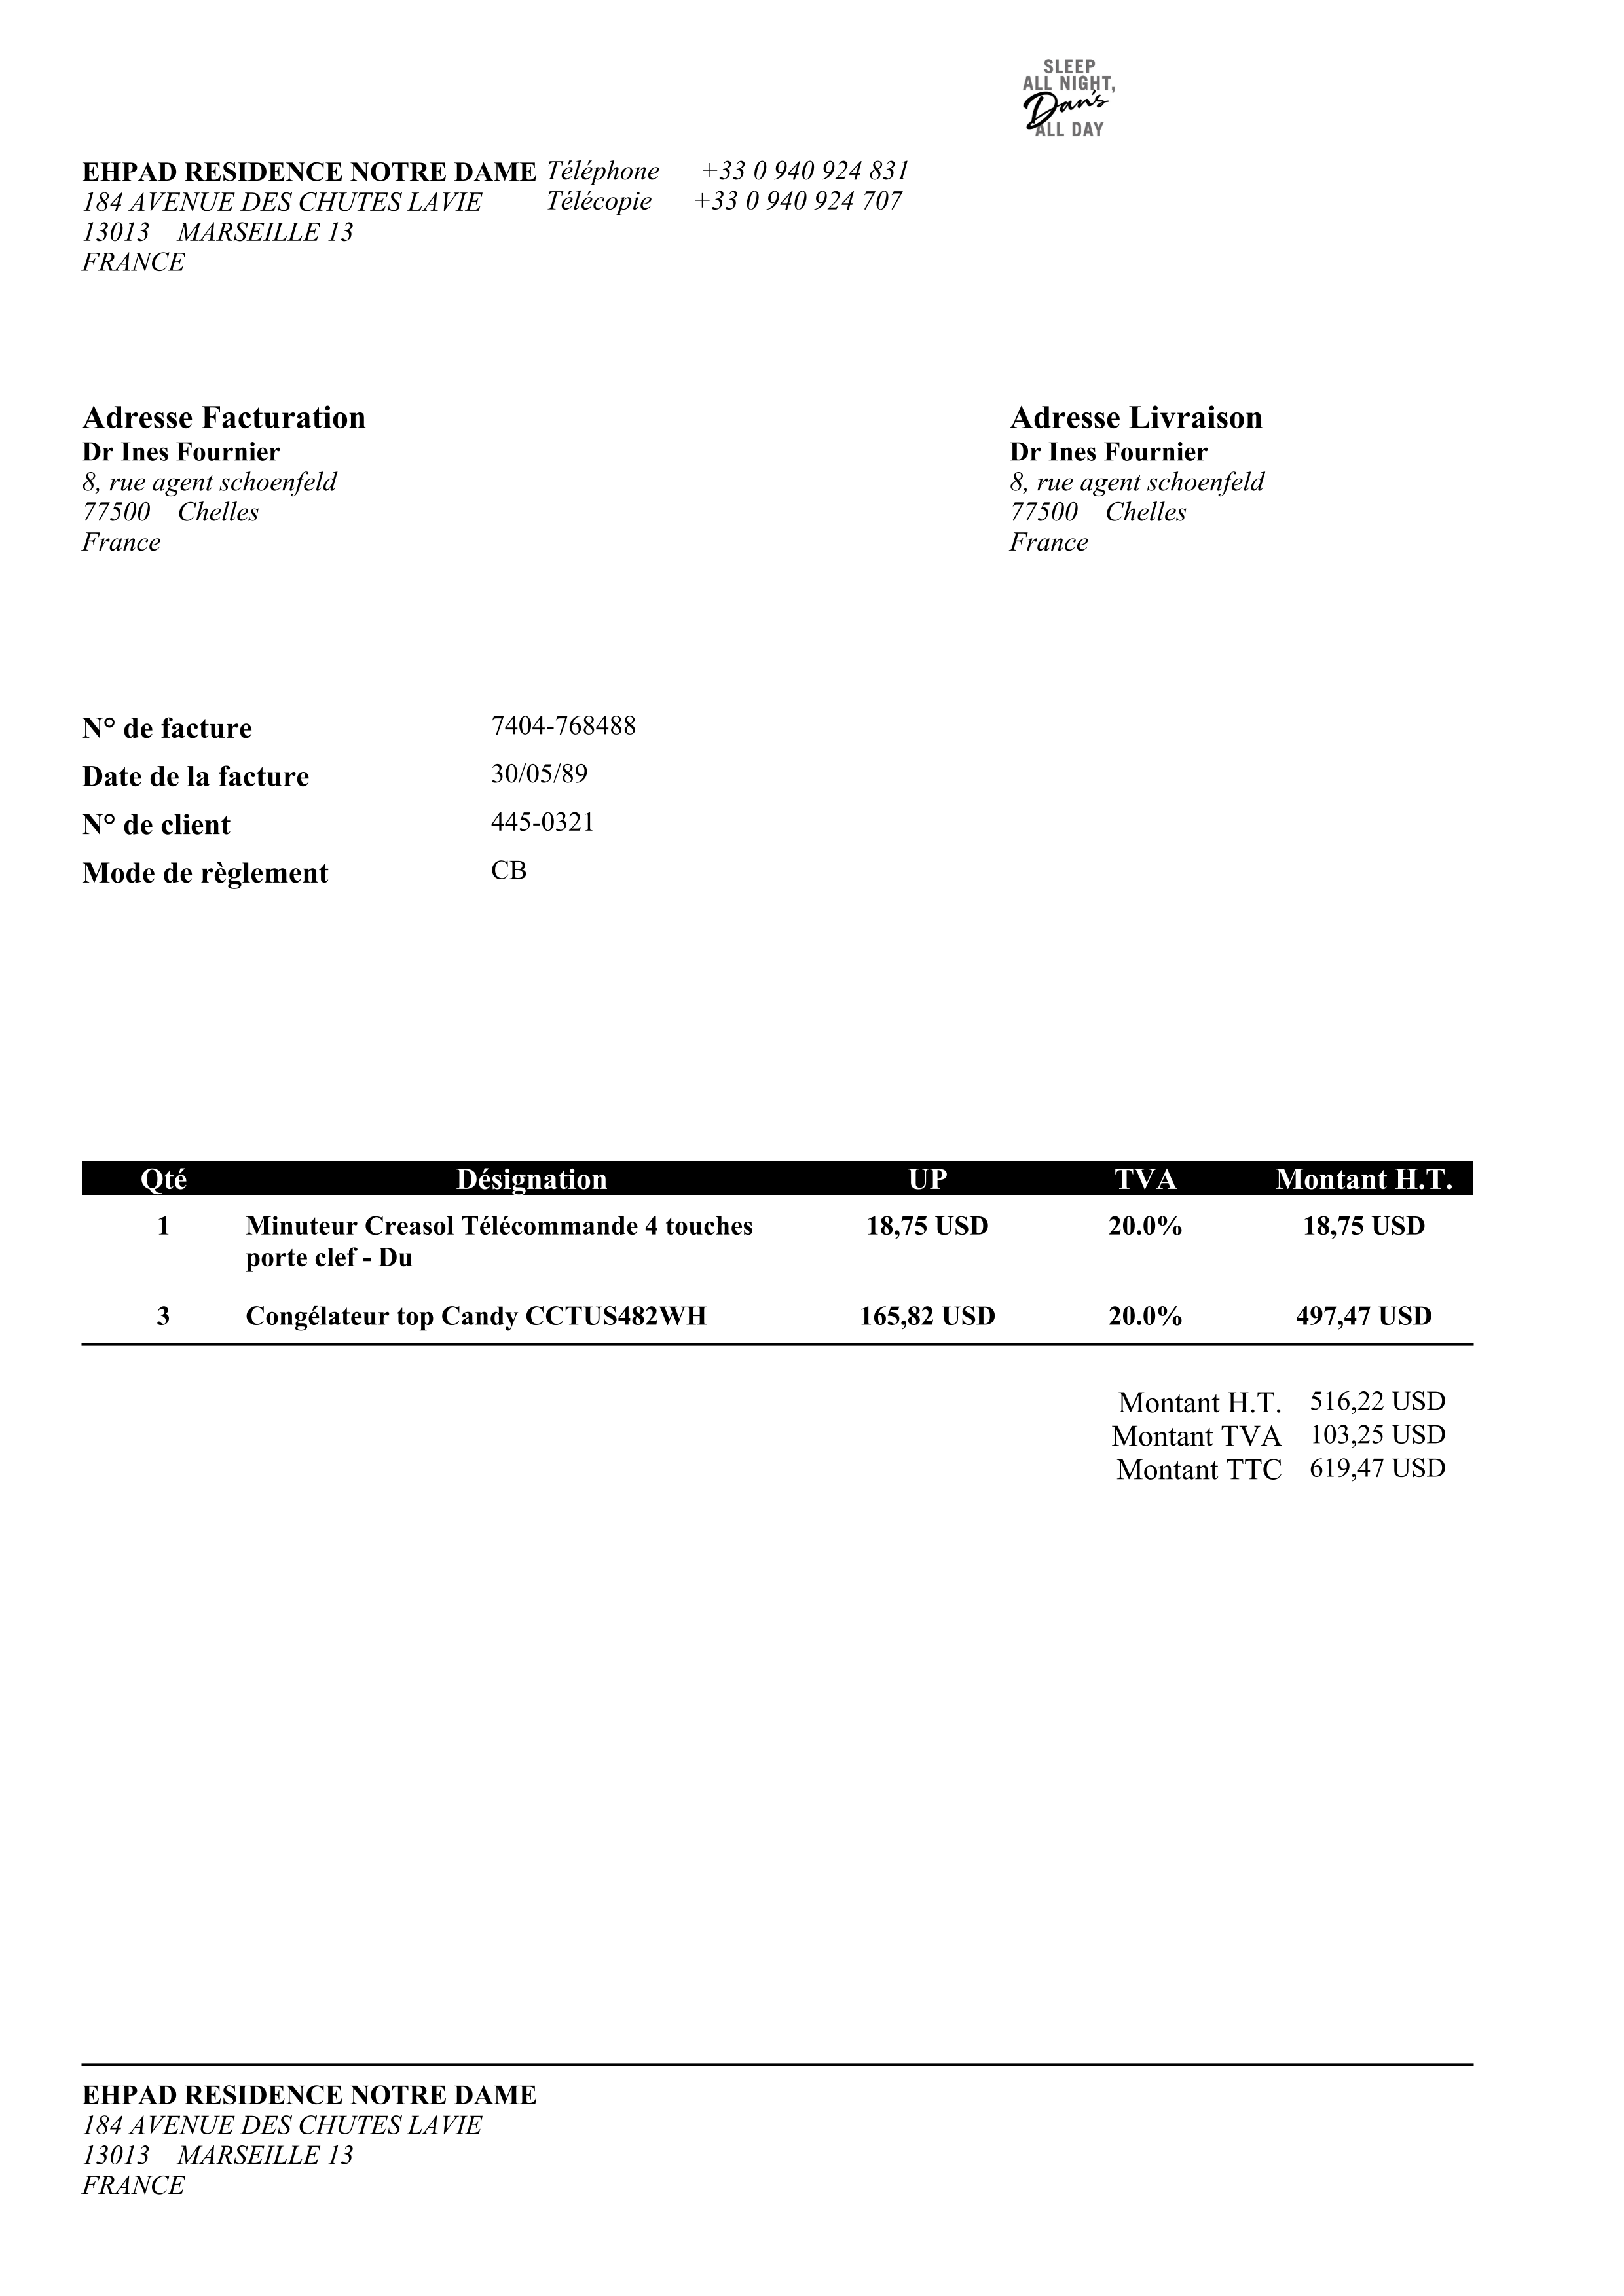 SLEEP
ALL NIGHT,
Dan's
ALL DAY
EHPAD RESIDENCE NOTRE DAME Téléphone +33 0 940 924 831
184 AVENUE DES CHUTES LAVIE Télécopie +33 0 940 924 707
13013 MARSEILLE 13
FRANCE
Adresse Facturation
Dr Ines Fournier
8, rue agent schoenfeld
77500 Chelles
France
Adresse Livraison
Dr Ines Fournier
8, rue agent schoenfeld
77500 Chelles
France
N° de facture 7404-768488
Date de la facture 30/05/89
N° de client 445-0321
Mode de règlement CB
Qté Désignation UP TVA Montant H.T.
1 Minuteur Creasol Télécommande 4 touches 18,75 USD 20.0% 18,75 USD
porte clef - Du
3 Congélateur top Candy CCTUS482WH 165,82 USD 20.0% 497,47 USD
Montant H.T. 516,22 USD
Montant TVA 103,25 USD
Montant TTC 619,47 USD
EHPAD RESIDENCE NOTRE DAME
184 AVENUE DES CHUTES LAVIE
13013 MARSEILLE 13
FRANCE